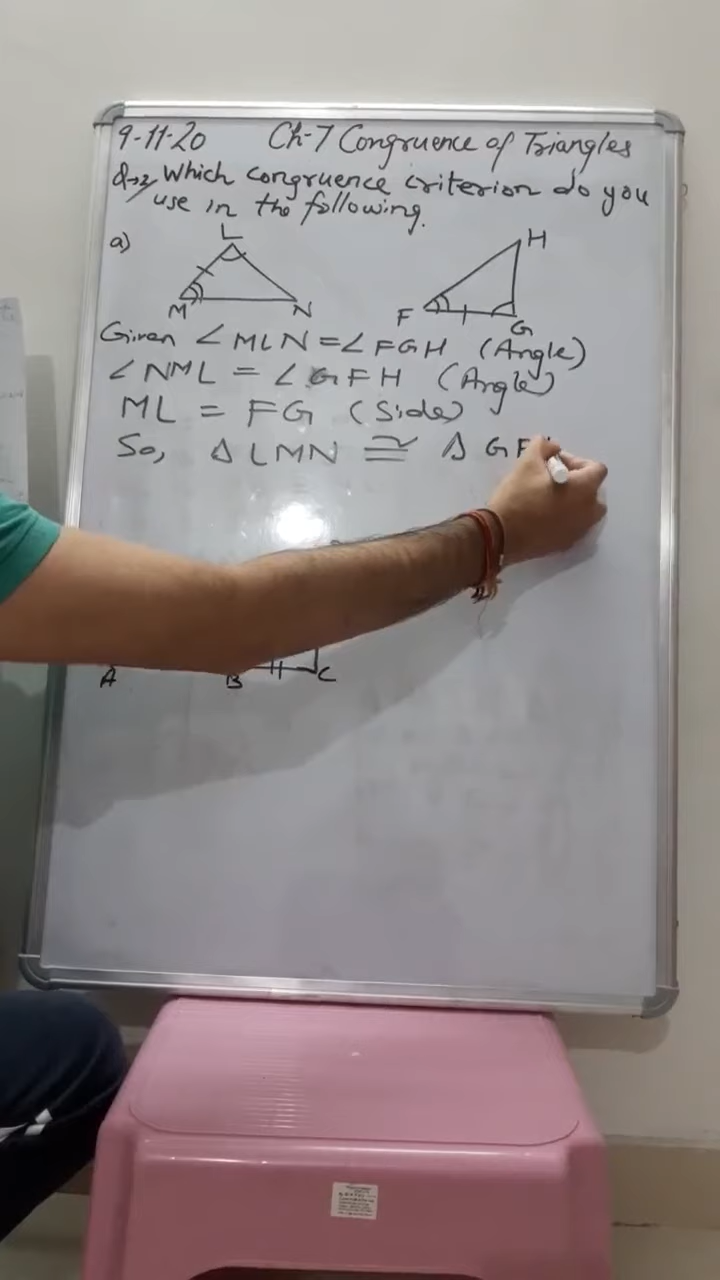 9-11-20 Ch-7 Congruence of Triangles
Q→2/ Which congruence criterion do you
use in the following.
a)
L
H
M
N
F
G
Given ∠MLN = ∠FGH (Angle)
∠NML = ∠GFH (Angle)
ML = FG (Side)
So, Δ LMN ≅ Δ GF
A B C